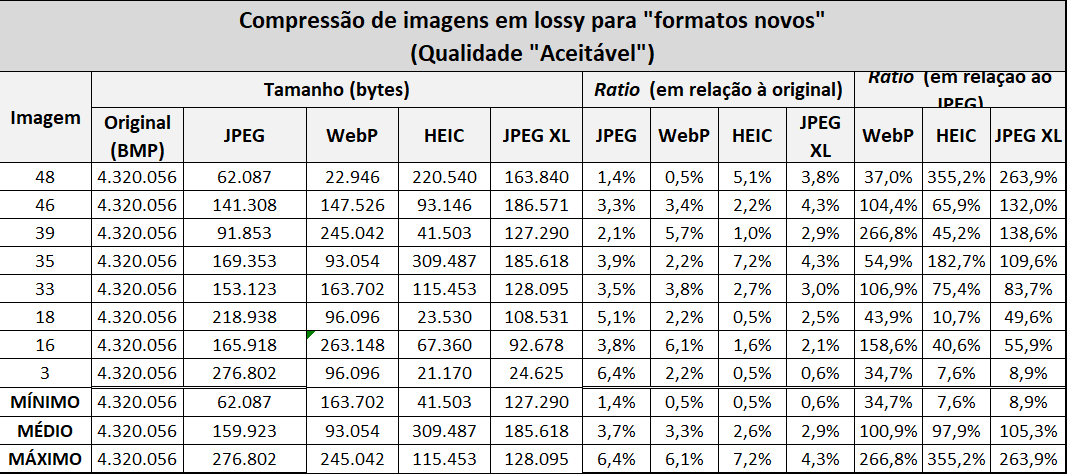 Compressão de imagens em lossy para "formatos novos"
(Qualidade "Aceitável")
Imagem Tamanho (bytes) Ratio (em relação à original) Ratio (em relação ao JPEG)
Original (BMP) JPEG WebP HEIC JPEG XL JPEG WebP HEIC JPEG XL WebP HEIC JPEG XL
48 4.320.056 62.087 22.946 220.540 163.840 1,4% 0,5% 5,1% 3,8% 37,0% 355,2% 263,9%
46 4.320.056 141.308 147.526 93.146 186.571 3,3% 3,4% 2,2% 4,3% 104,4% 65,9% 132,0%
39 4.320.056 91.853 245.042 41.503 127.290 2,1% 5,7% 1,0% 2,9% 266,8% 45,2% 138,6%
35 4.320.056 169.353 93.054 309.487 185.618 3,9% 2,2% 7,2% 4,3% 54,9% 182,7% 109,6%
33 4.320.056 153.123 163.702 115.453 128.095 3,5% 3,8% 2,7% 3,0% 106,9% 75,4% 83,7%
18 4.320.056 218.938 96.096 23.530 108.531 5,1% 2,2% 0,5% 2,5% 43,9% 10,7% 49,6%
16 4.320.056 165.918 263.148 67.360 92.678 3,8% 6,1% 1,6% 2,1% 158,6% 40,6% 55,9%
3 4.320.056 276.802 96.096 21.170 24.625 6,4% 2,2% 0,5% 0,6% 34,7% 7,6% 8,9%
MÍNIMO 4.320.056 62.087 163.702 41.503 127.290 1,4% 0,5% 0,5% 0,6% 34,7% 7,6% 8,9%
MÉDIO 4.320.056 159.923 93.054 309.487 185.618 3,7% 3,3% 2,6% 2,9% 100,9% 97,9% 105,3%
MÁXIMO 4.320.056 276.802 245.042 115.453 128.095 6,4% 6,1% 7,2% 4,3% 266,8% 355,2% 263,9%